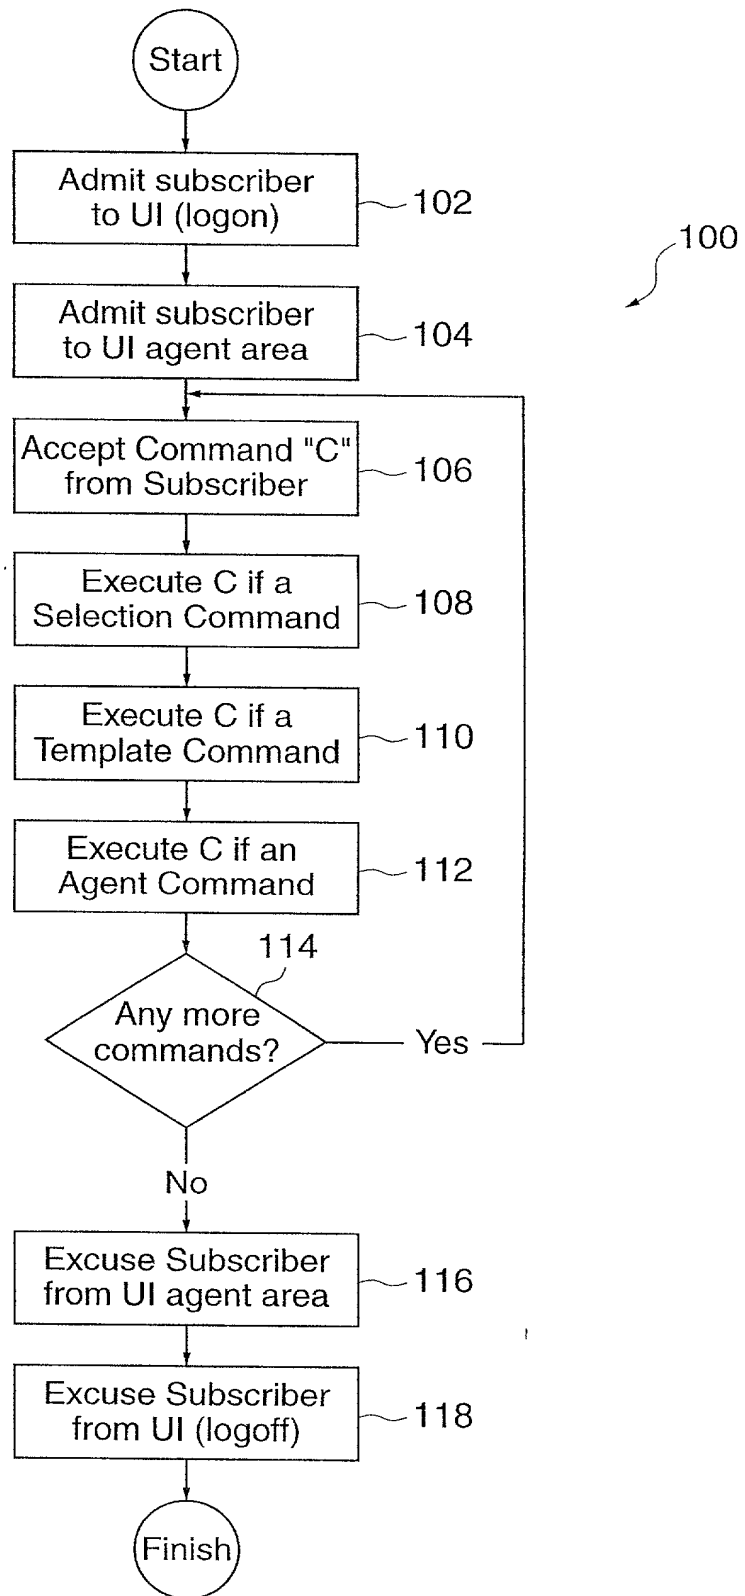 Start
Admit subscriber
to UI (logon)
102
100
Admit subscriber
to UI agent area
104
Accept Command "C"
from Subscriber
106
Execute C if a
Selection Command
108
Execute C if a
Template Command
110
Execute C if an
Agent Command
112
114
Any more
commands?
Yes
No
Excuse Subscriber
from UI agent area
116
Excuse Subscriber
from UI (logoff)
118
Finish